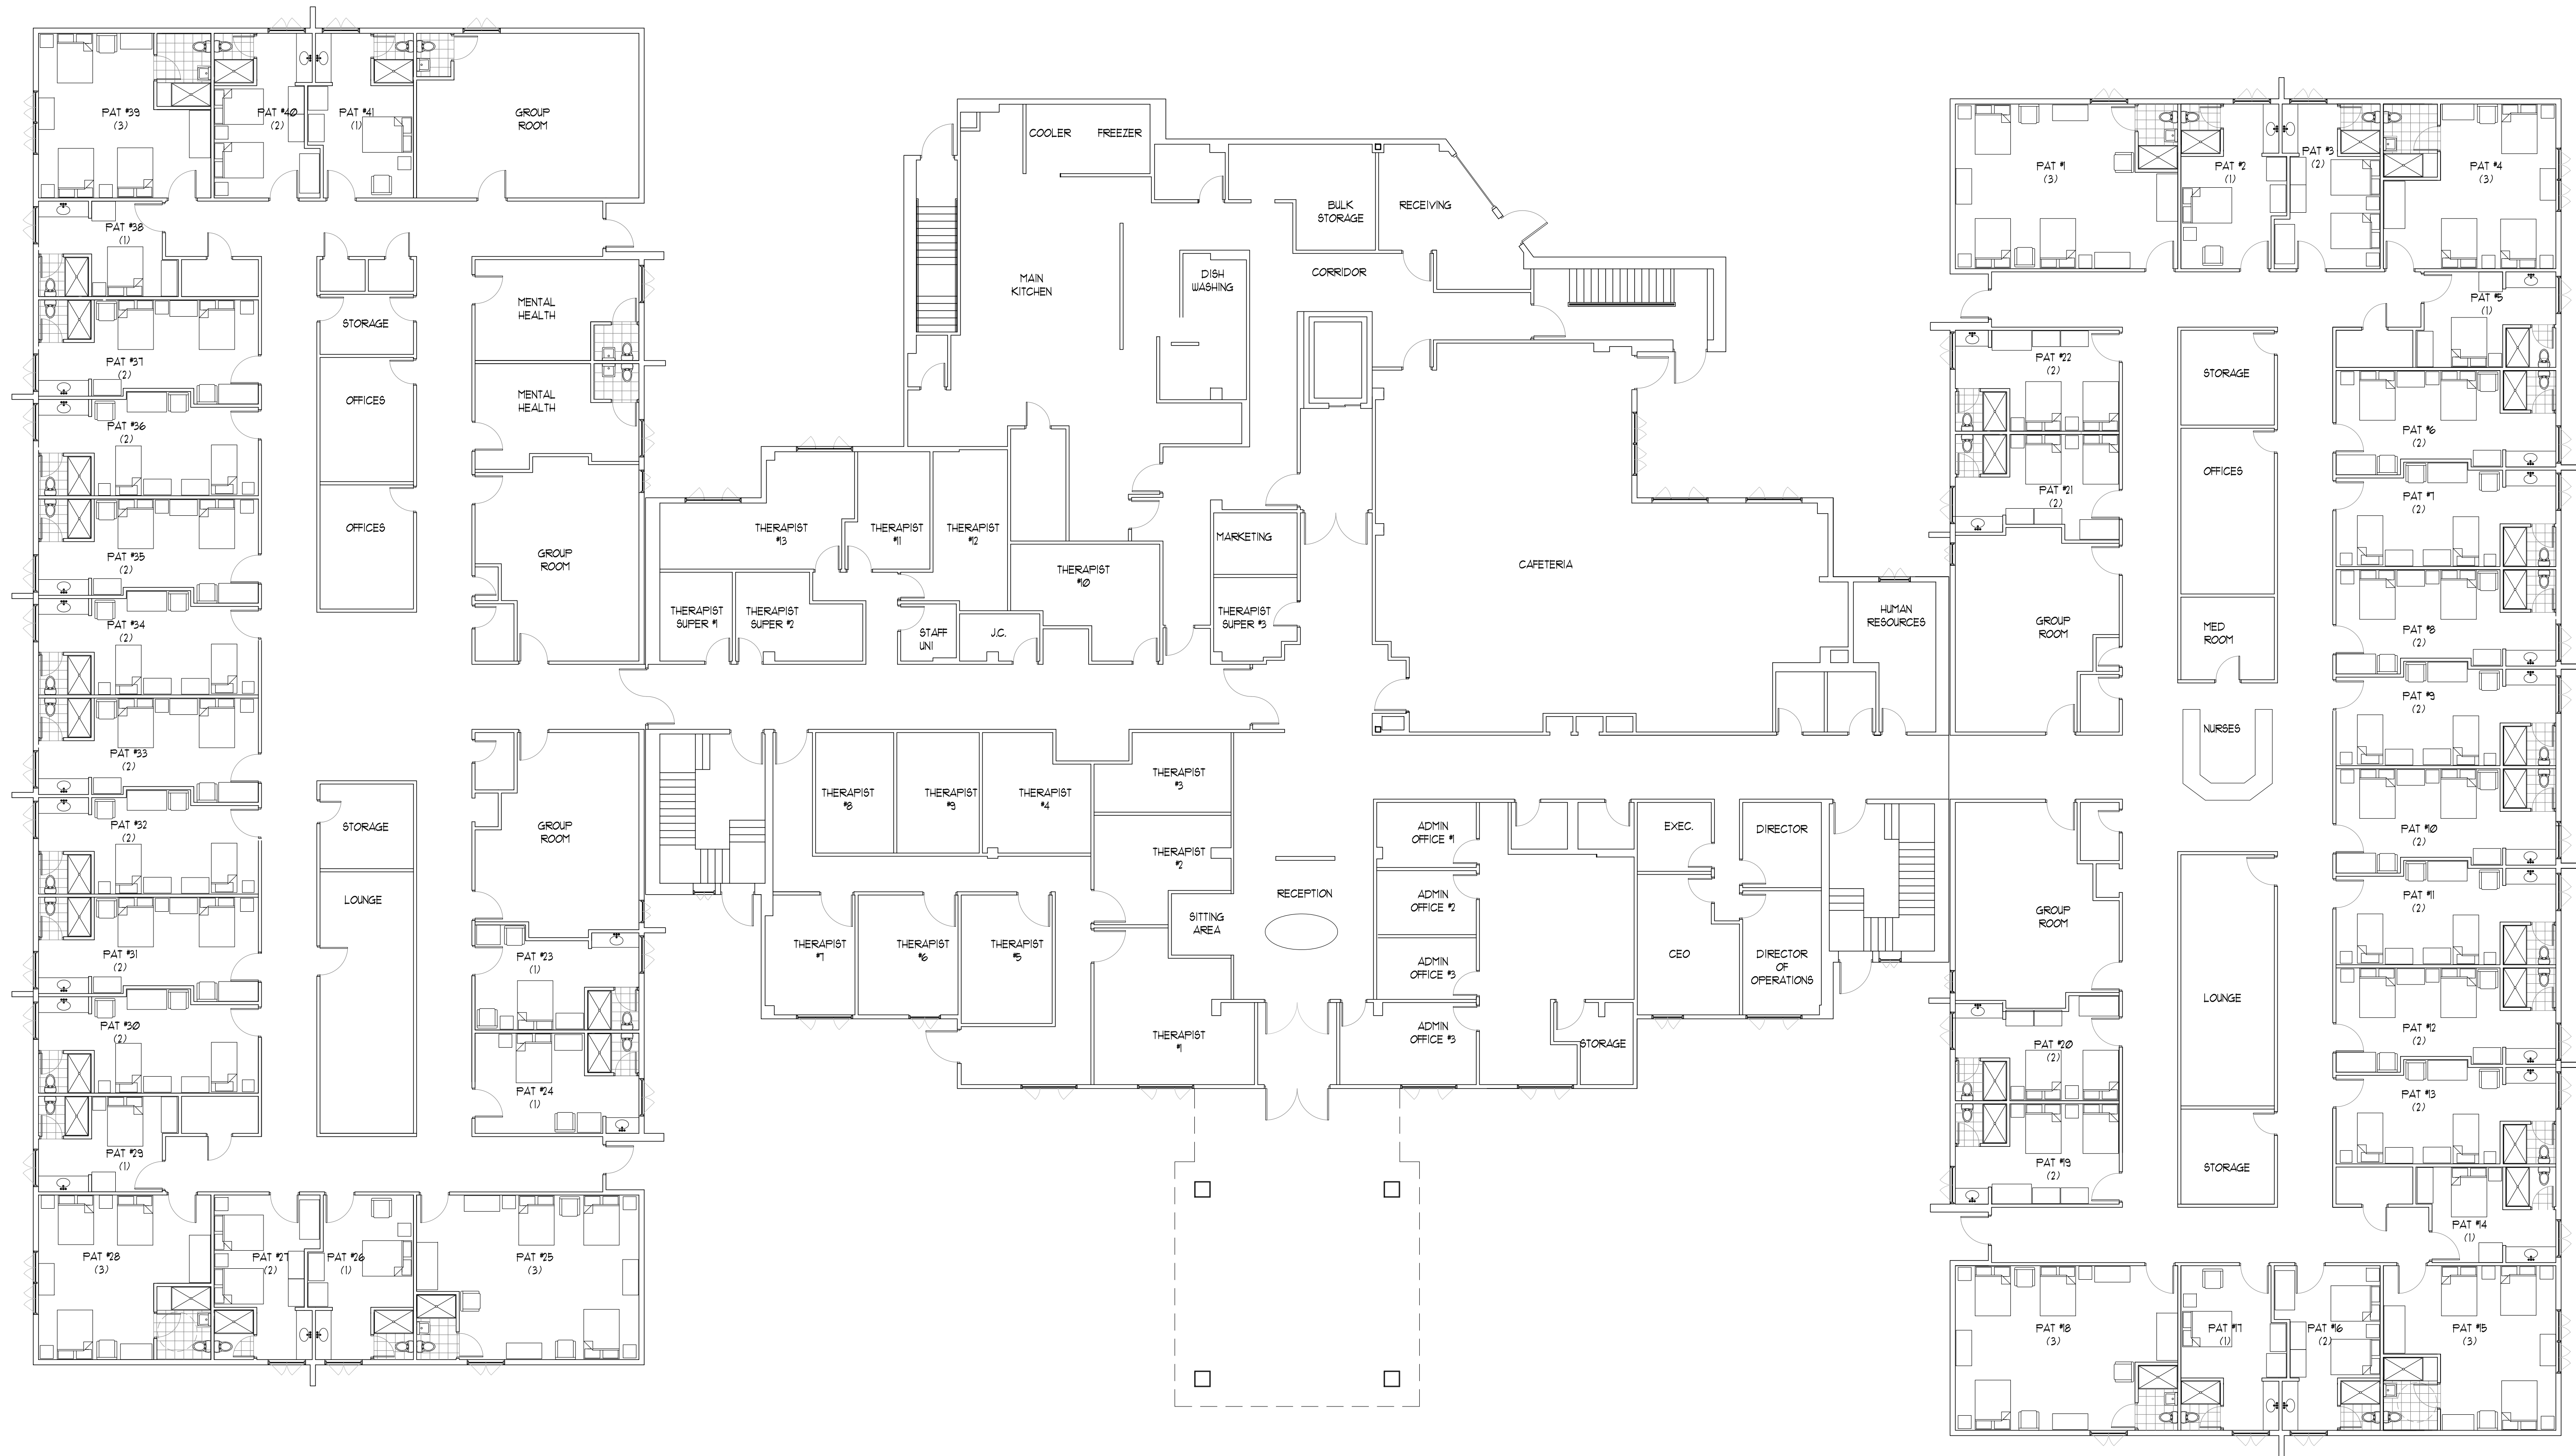 PAT #39
(3)
PAT #40
(2)
PAT #41
(1)
GROUP
ROOM
PAT #38
(1)
PAT #37
(2)
PAT #36
(2)
PAT #35
(2)
PAT #34
(2)
PAT #33
(2)
PAT #32
(2)
PAT #31
(2)
PAT #30
(2)
PAT #29
(1)
PAT #28
(3)
PAT #27
(2)
PAT #26
(1)
PAT #25
(3)
STORAGE
OFFICES
OFFICES
STORAGE
LOUNGE
MENTAL
HEALTH
MENTAL
HEALTH
GROUP
ROOM
GROUP
ROOM
PAT #23
(1)
PAT #24
(1)
COOLER
FREEZER
MAIN
KITCHEN
DISH
WASHING
BULK
STORAGE
RECEIVING
CORRIDOR
THERAPIST
#13
THERAPIST
#11
THERAPIST
#12
THERAPIST
#10
MARKETING
THERAPIST
SUPER #1
THERAPIST
SUPER #2
STAFF
UNI
J.C.
THERAPIST
SUPER #3
CAFETERIA
HUMAN
RESOURCES
THERAPIST
#8
THERAPIST
#9
THERAPIST
#4
THERAPIST
#3
THERAPIST
#2
THERAPIST
#7
THERAPIST
#6
THERAPIST
#5
SITTING
AREA
THERAPIST
#1
RECEPTION
ADMIN
OFFICE #1
ADMIN
OFFICE #2
ADMIN
OFFICE #3
ADMIN
OFFICE #3
STORAGE
EXEC.
DIRECTOR
CEO
DIRECTOR
OF
OPERATIONS
PAT #1
(3)
PAT #2
(1)
PAT #3
(2)
PAT #4
(3)
PAT #5
(1)
PAT #22
(2)
PAT #21
(2)
GROUP
ROOM
GROUP
ROOM
PAT #20
(2)
PAT #19
(2)
STORAGE
OFFICES
MED
ROOM
NURSES
LOUNGE
STORAGE
PAT #6
(2)
PAT #7
(2)
PAT #8
(2)
PAT #9
(2)
PAT #10
(2)
PAT #11
(2)
PAT #12
(2)
PAT #13
(2)
PAT #14
(1)
PAT #18
(3)
PAT #17
(1)
PAT #16
(2)
PAT #15
(3)